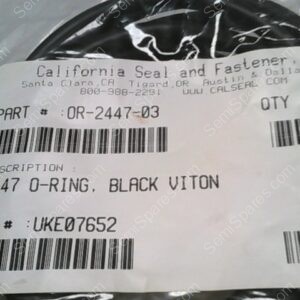 California Seal and Fastener,
Santa Clara,CA Tigard,OR Austin & Dalla
800-988-2291 WWW.CALSEAL.COM
PART # :OR-2447-03 QTY
SCRIPTION :
47 O-RING, BLACK VITON
# :UKE07652